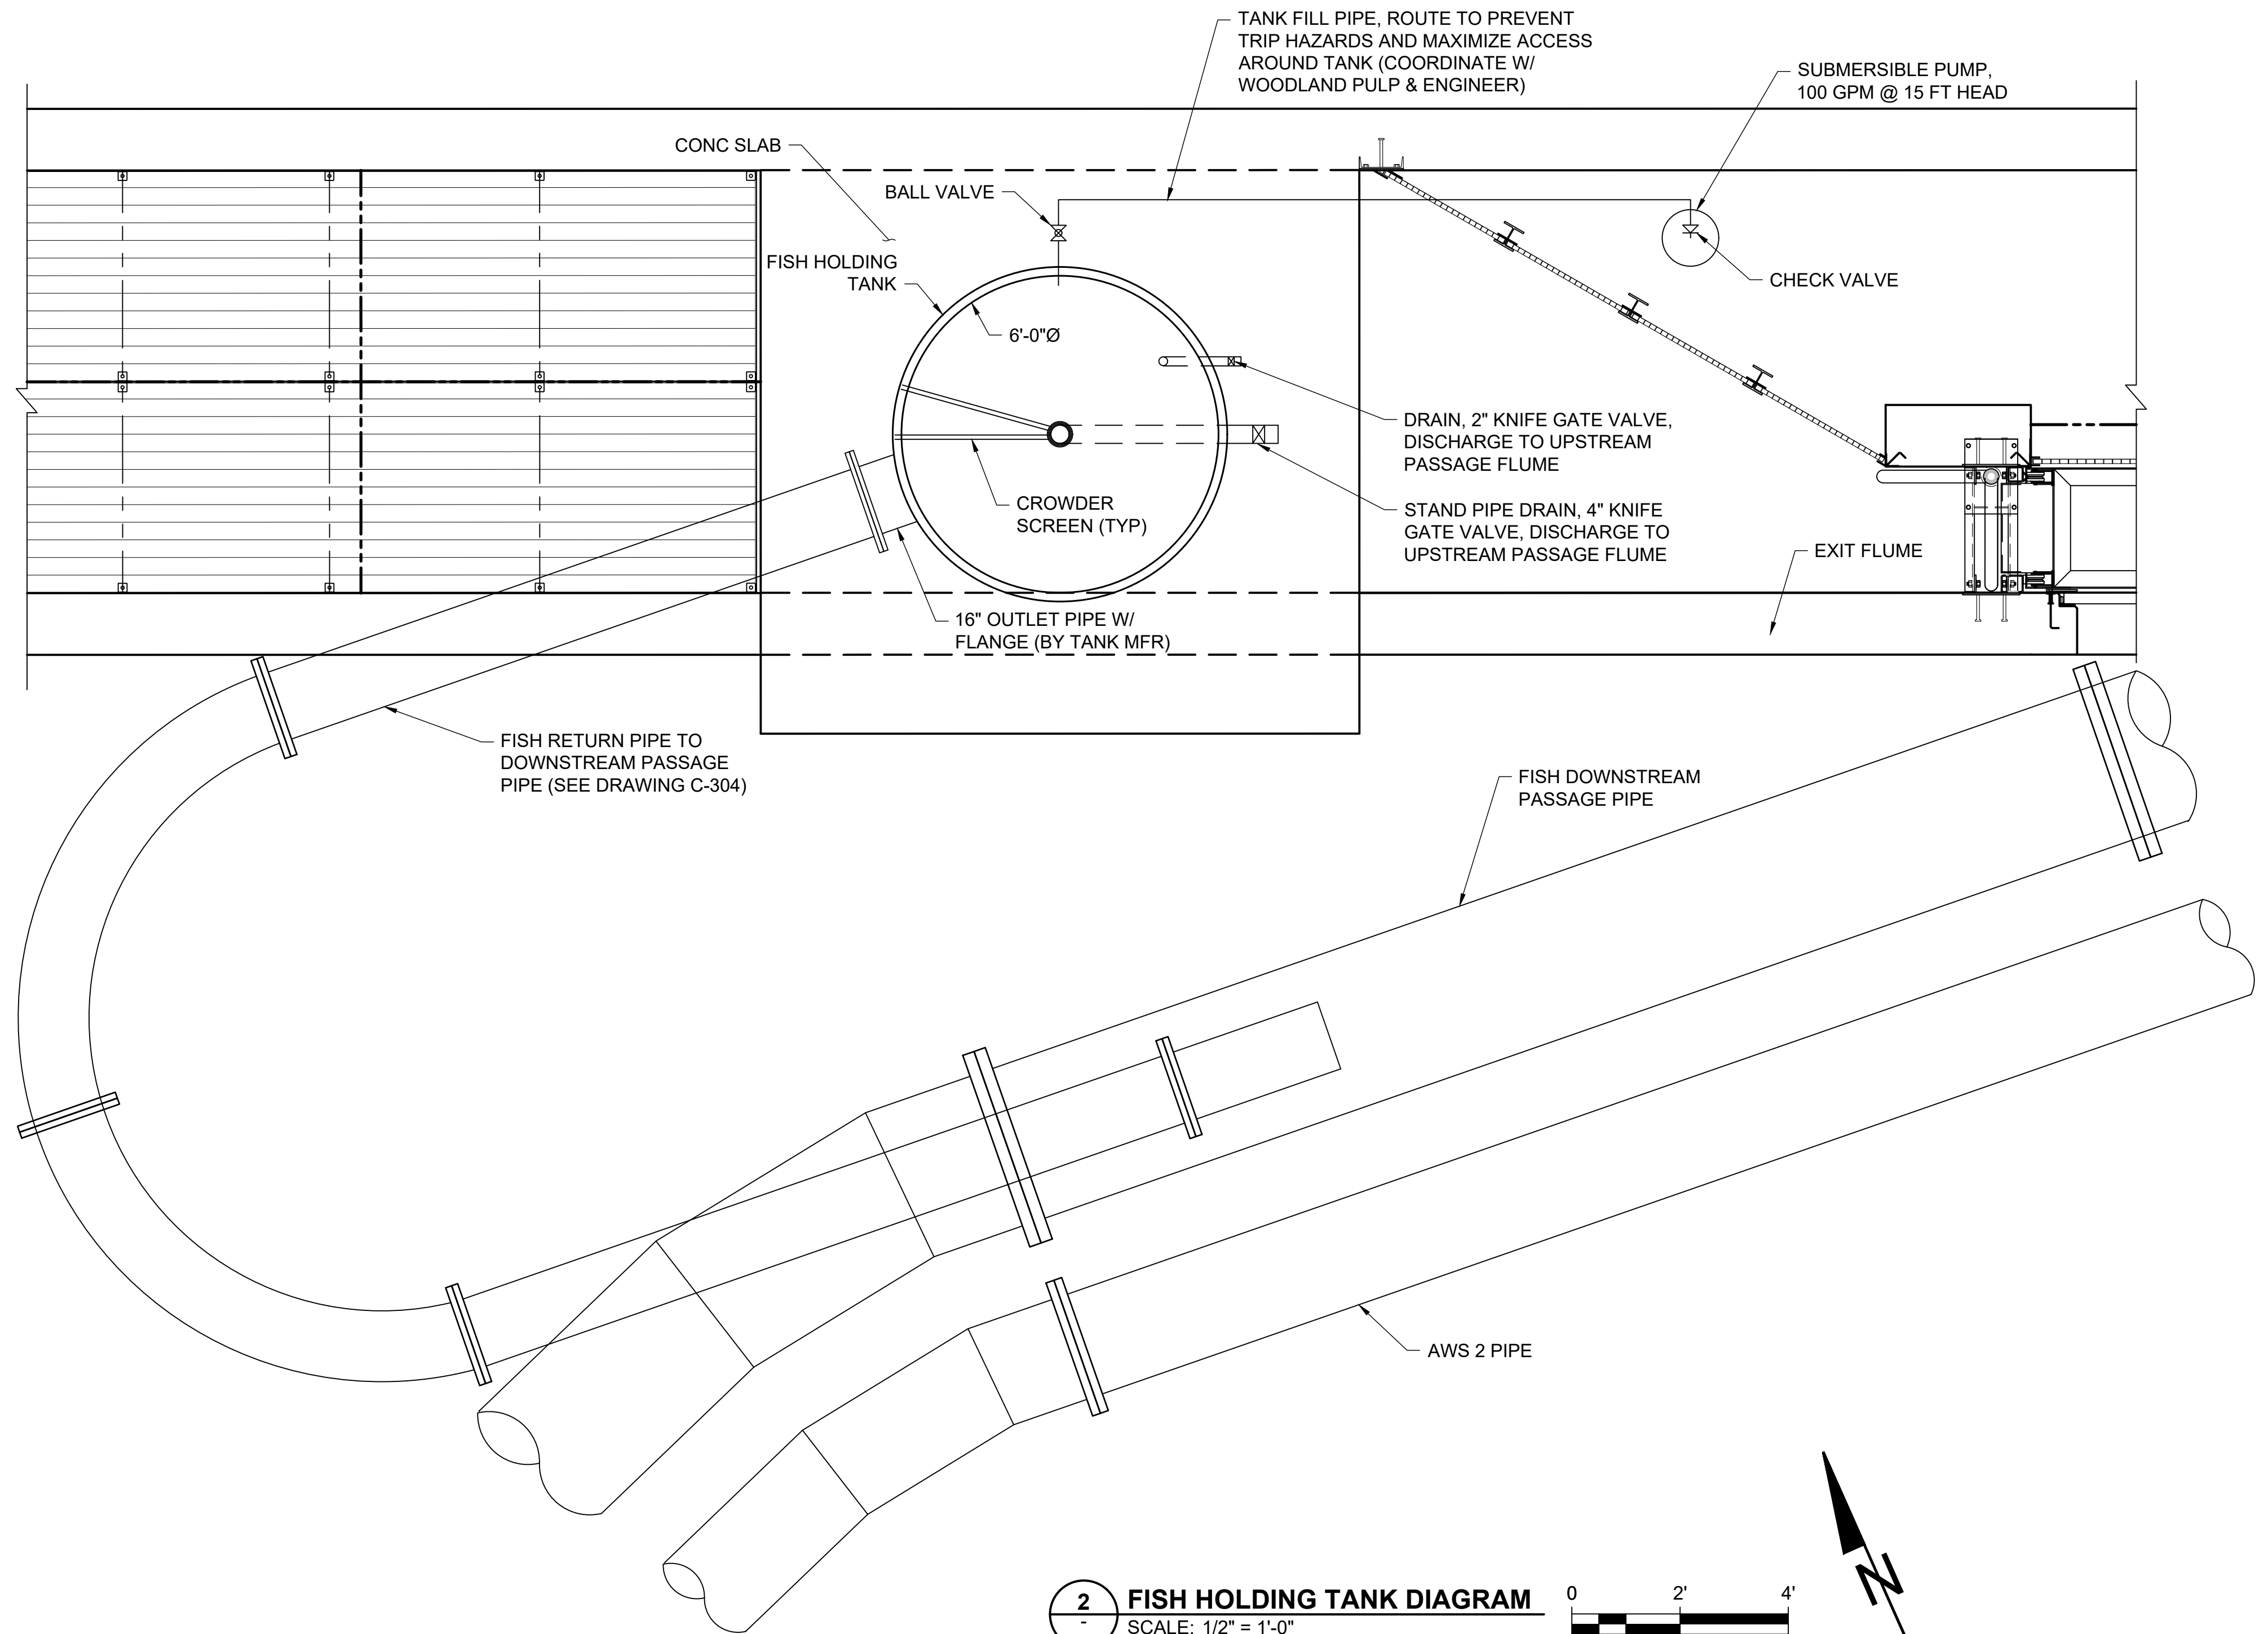 TANK FILL PIPE, ROUTE TO PREVENT
TRIP HAZARDS AND MAXIMIZE ACCESS
AROUND TANK (COORDINATE W/
WOODLAND PULP & ENGINEER)
SUBMERSIBLE PUMP,
100 GPM @ 15 FT HEAD
CONC SLAB
BALL VALVE
FISH HOLDING
TANK
CHECK VALVE
6'-0"Ø
DRAIN, 2" KNIFE GATE VALVE,
DISCHARGE TO UPSTREAM
PASSAGE FLUME
CROWDER
SCREEN (TYP)
STAND PIPE DRAIN, 4" KNIFE
GATE VALVE, DISCHARGE TO
UPSTREAM PASSAGE FLUME
EXIT FLUME
16" OUTLET PIPE W/
FLANGE (BY TANK MFR)
FISH RETURN PIPE TO
DOWNSTREAM PASSAGE
PIPE (SEE DRAWING C-304)
FISH DOWNSTREAM
PASSAGE PIPE
AWS 2 PIPE
2
-
FISH HOLDING TANK DIAGRAM
SCALE: 1/2" = 1'-0"
0 2' 4'
N